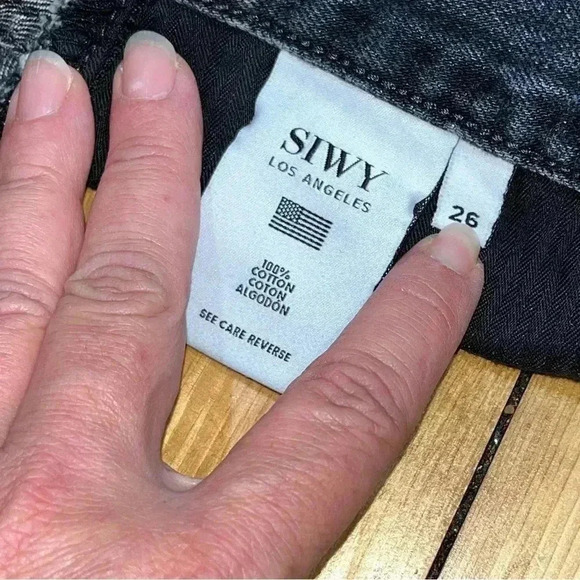 SIWY
LOS ANGELES
100%
COTTON
COTON
ALGODÓN
SEE CARE REVERSE
26